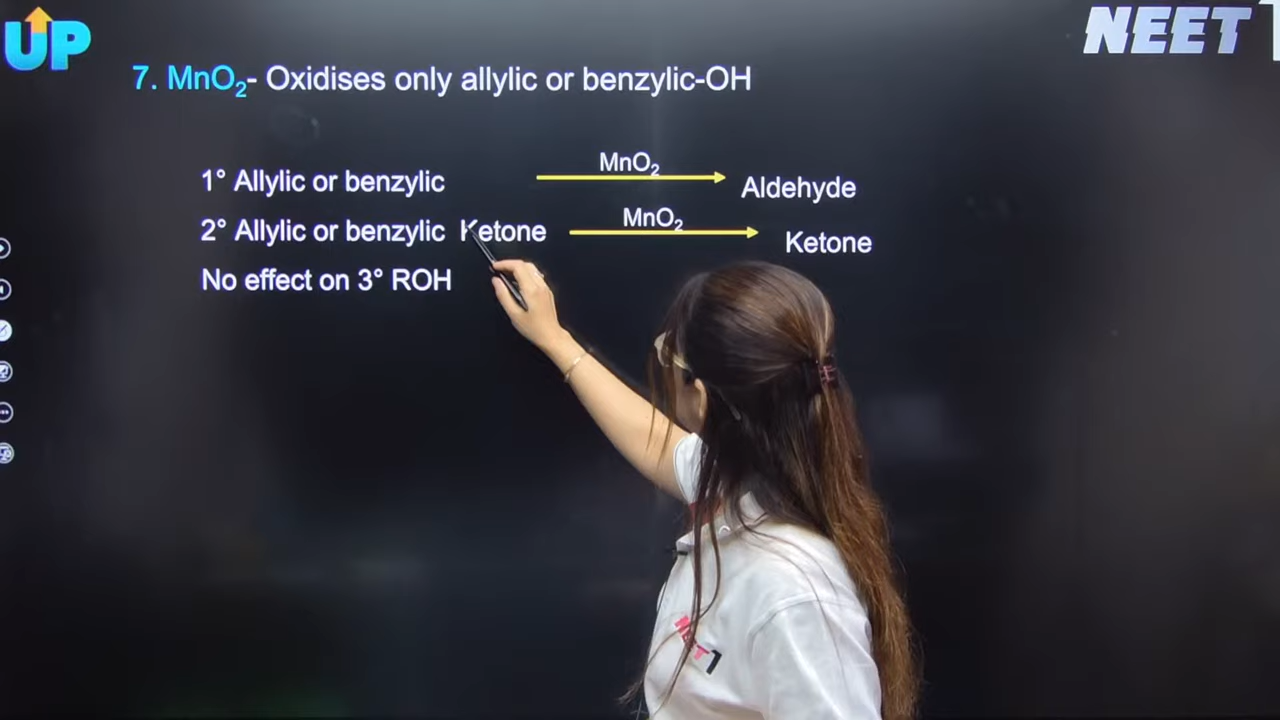 UP
NEET
7. MnO₂- Oxidises only allylic or benzylic-OH
1° Allylic or benzylic MnO₂ Aldehyde
2° Allylic or benzylic Ketone MnO₂ Ketone
No effect on 3° ROH